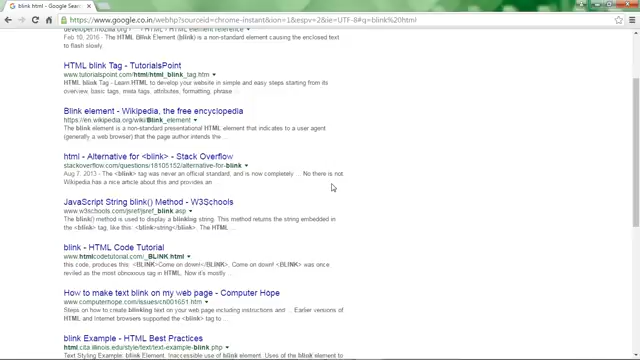 blink html - Google Sear
https://www.google.co.in/webhp?sourceid=chrome-instant&ion=1&espv=2&ie=UTF-8#q=blink%20html
Feb 10, 2016 - The HTML Blink Element (blink) is a non-standard element causing the enclosed text
to flash slowly.
HTML blink Tag - TutorialsPoint
www.tutorialspoint.com/html/html_blink_tag.htm
HTML blink Tag - Learn HTML to develop your website in simple and easy steps starting from its
overview, basic tags, meta tags, attributes, formatting, phrase ...
Blink element - Wikipedia, the free encyclopedia
https://en.wikipedia.org/wiki/Blink_element
The blink element is a non-standard presentational HTML element that indicates to a user agent
(generally a web browser) that the page author intends the ...
html - Alternative for <blink> - Stack Overflow
stackoverflow.com/questions/18105152/alternative-for-blink
Aug 7, 2013 - The <blink> tag was never an official standard, and is now completely ... No there is not.
Wikipedia has a nice article about this and provides an
JavaScript String blink() Method - W3Schools
www.w3schools.com/jsref/jsref_blink.asp
The blink() method is used to display a blinking string. This method returns the string embedded in
the <blink> tag, like this: <blink>string</blink>. The HTML ...
blink - HTML Code Tutorial
www.htmlcodetutorial.com/_BLINK.html
code, produces this: <BLINK>Come on down!</BLINK>, Come on down! <BLINK> was once
reviled as the most obnoxious tag in HTML. Now it's mostly ...
How to make text blink on my web page - Computer Hope
www.computerhope.com/issues/ch001651.htm
Steps on how to create blinking text on your web page including instructions and ... Earlier versions of
HTML and Internet browsers supported the <blink> tag to ...
blink Example - HTML Best Practices
html.cita.illinois.edu/style/text/text-example-blink.php
Text Styling Example: blink Element. Inaccessible use of blink element. Uses of the blink Element